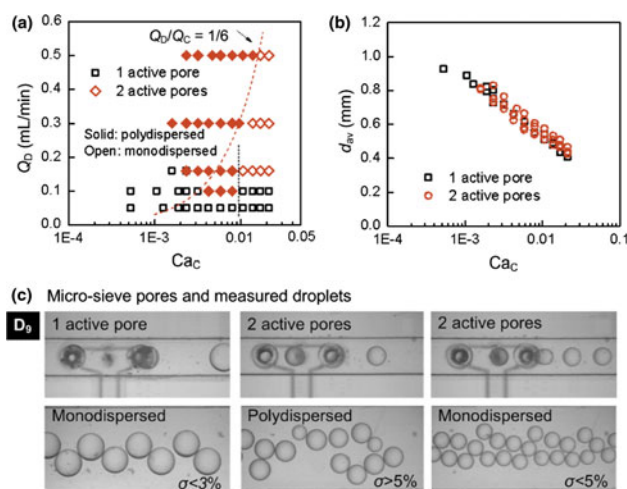 (a)
Q_D/Q_C = 1/6
0.6
0.5
0.4
0.3
0.2
0.1
0.0
Q_D (mL/min)
1 active pore
2 active pores
Solid: polydispersed
Open: monodispersed
1E-4
1E-3
0.01
0.05
Ca_C
(b)
1.0
0.8
0.6
0.4
0.2
0.0
d_av (mm)
1 active pore
2 active pores
1E-4
1E-3
0.01
0.1
Ca_C
(c) Micro-sieve pores and measured droplets
D_9
1 active pore
2 active pores
2 active pores
Monodispersed
σ<3%
Polydispersed
σ>5%
Monodispersed
σ<5%